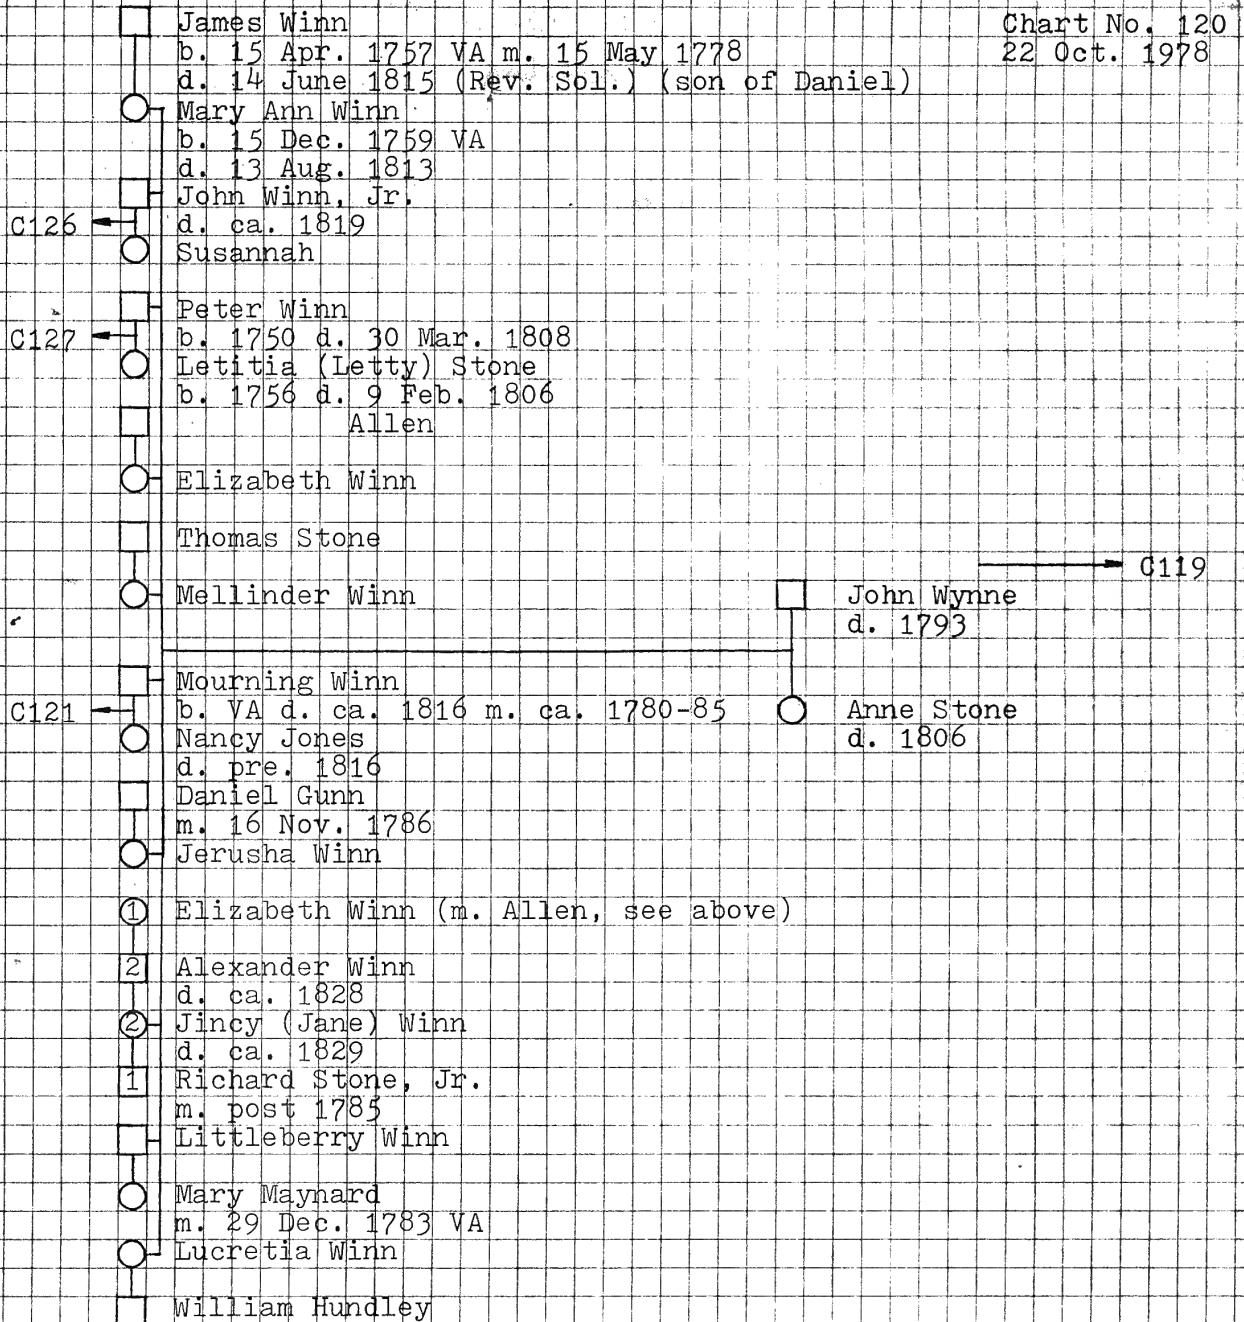 Chart No. 120
22 Oct. 1978
James Winn
b. 15 Apr. 1757 VA m. 15 May 1778
d. 14 June 1815 (Rev. Sol.) (son of Daniel)
Mary Ann Winn
b. 15 Dec. 1759 VA
d. 13 Aug. 1813
John Winn, Jr.
C126
d. ca. 1819
Susannah
Peter Winn
C127
b. 1750 d. 30 Mar. 1808
Letitia (Letty) Stone
b. 1756 d. 9 Feb. 1806
Allen
Elizabeth Winn
Thomas Stone
C119
Mellinder Winn
John Wynne
d. 1793
Mourning Winn
C121
b. VA d. ca. 1816 m. ca. 1780-85
Anne Stone
d. 1806
Nancy Jones
d. pre. 1816
Daniel Gunn
m. 16 Nov. 1786
Jerusha Winn
1 Elizabeth Winn (m. Allen, see above)
2 Alexander Winn
d. ca. 1828
2 Jincy (Jane) Winn
d. ca. 1829
1 Richard Stone, Jr.
m. post 1785
Littleberry Winn
Mary Maynard
m. 29 Dec. 1783 VA
Lucretia Winn
William Hundley